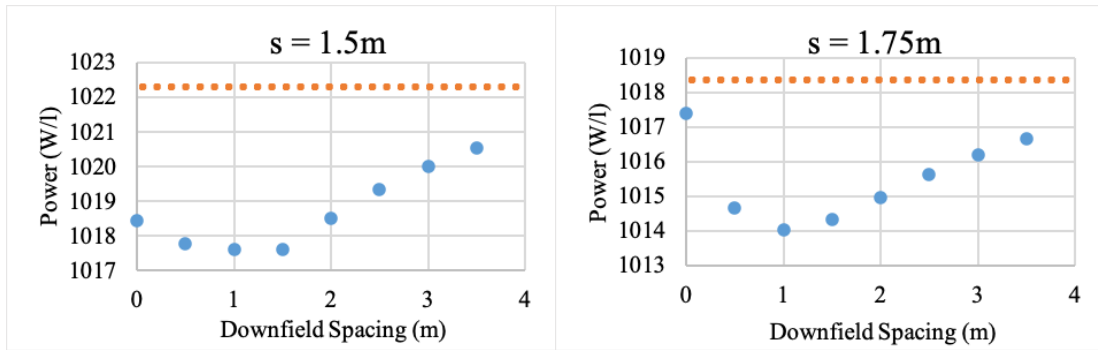 s = 1.5m
1023
1022
1021
1020
1019
1018
1017
Power (W/l)
0 1 2 3 4
Downfield Spacing (m)
s = 1.75m
1019
1018
1017
1016
1015
1014
1013
Power (W/l)
0 1 2 3 4
Downfield Spacing (m)